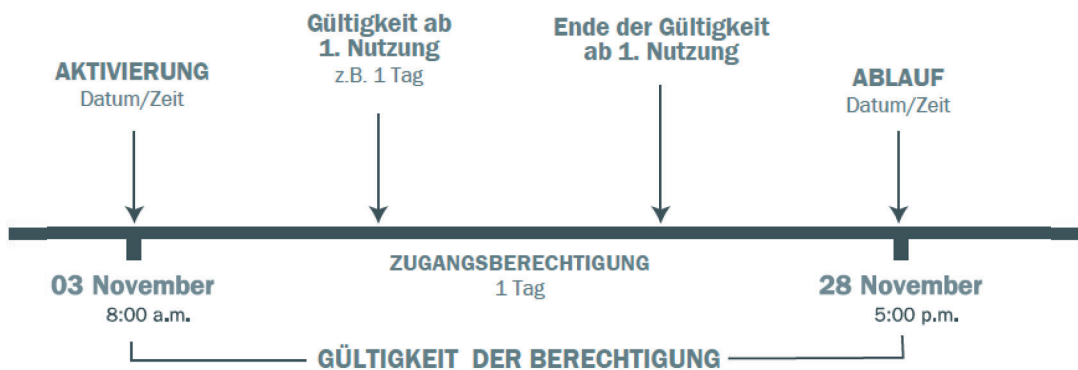 Gültigkeit ab
1. Nutzung
z.B. 1 Tag
Ende der Gültigkeit
ab 1. Nutzung
AKTIVIERUNG
Datum/Zeit
ABLAUF
Datum/Zeit
ZUGANGSBERECHTIGUNG
1 Tag
03 November
8:00 a.m.
28 November
5:00 p.m.
GÜLTIGKEIT DER BERECHTIGUNG